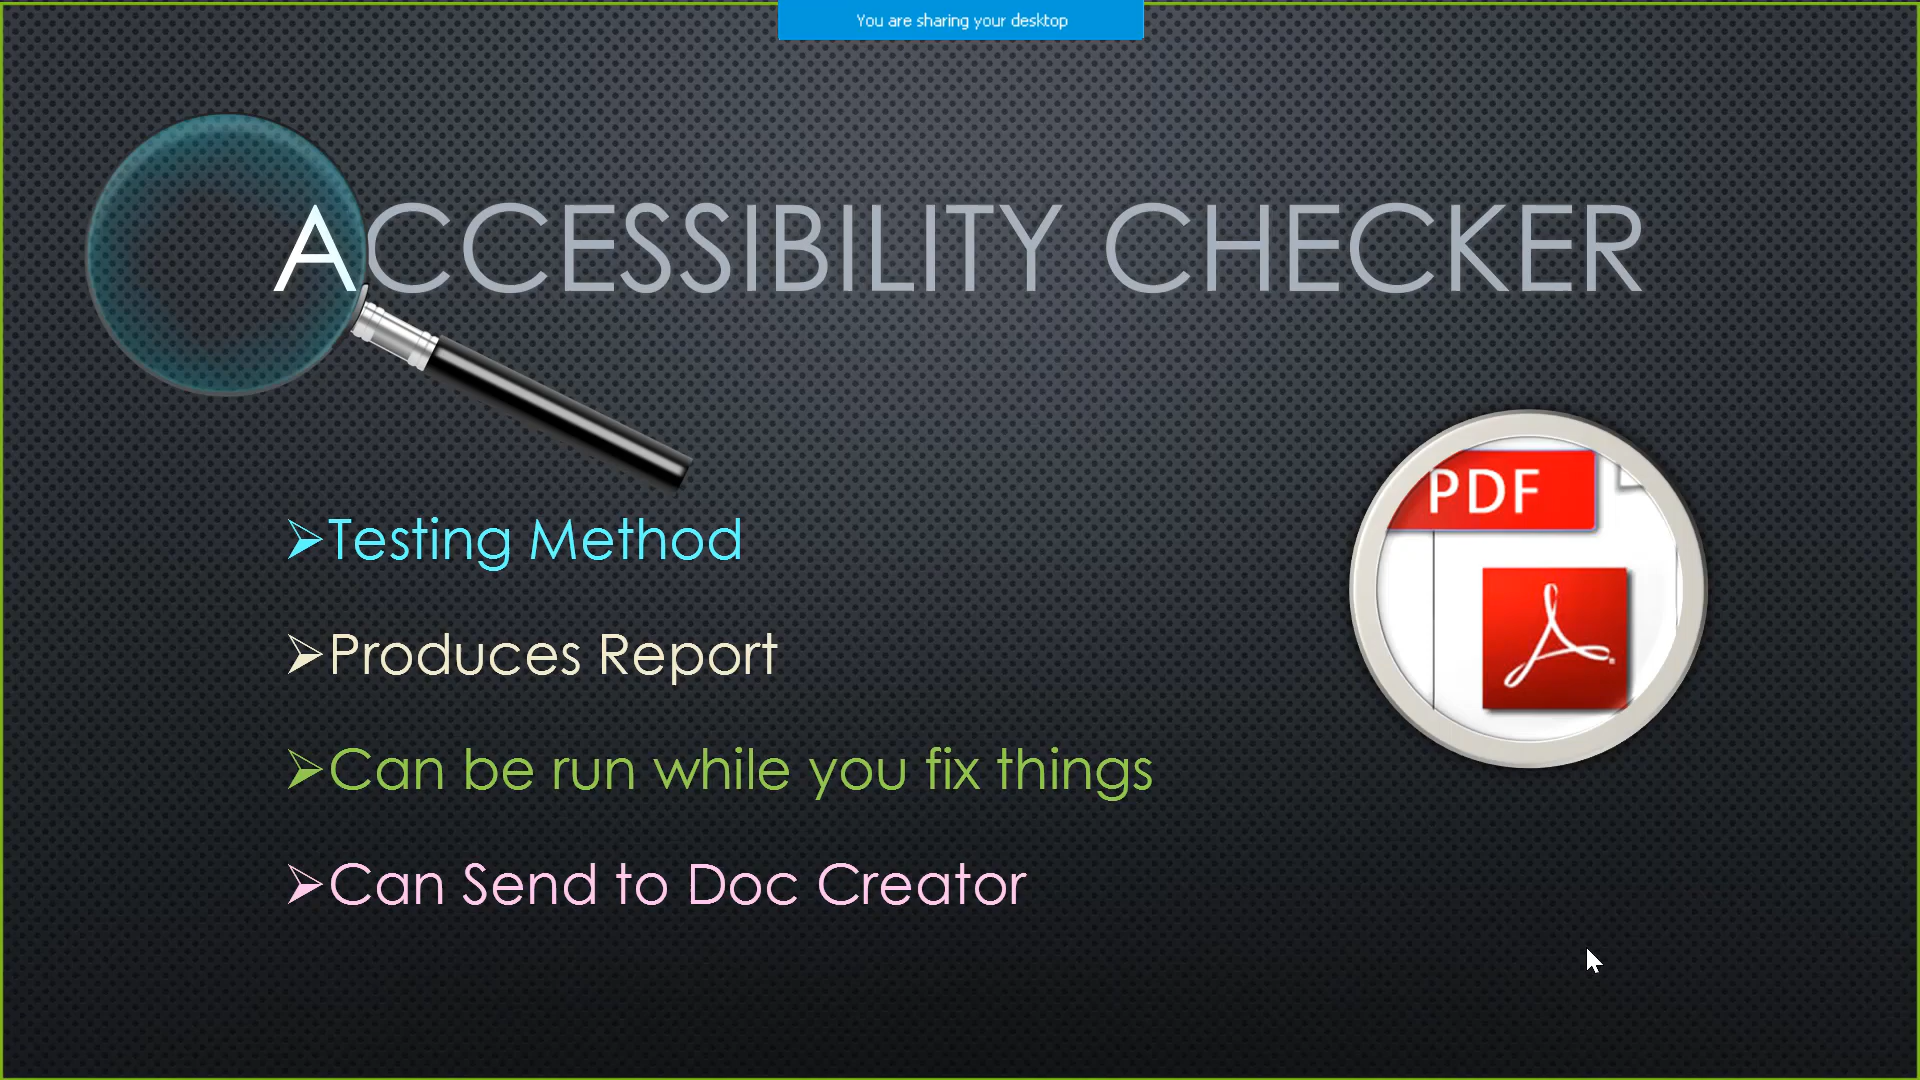 You are sharing your desktop
ACCESSIBILITY CHECKER
PDF
➢Testing Method
➢Produces Report
➢Can be run while you fix things
➢Can Send to Doc Creator